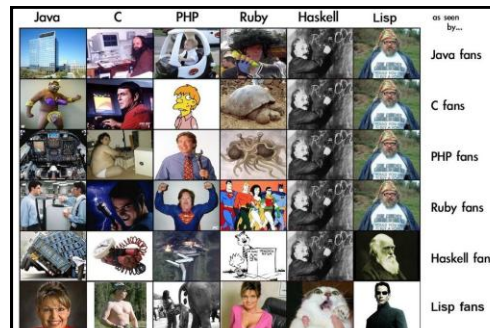 Java C PHP Ruby Haskell Lisp as seen
by...
Java fans
C fans
PHP fans
Ruby fans
Haskell fan
Lisp fans